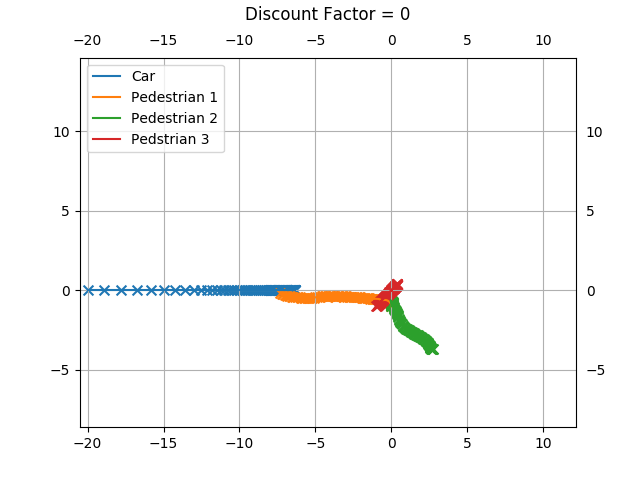 Discount Factor = 0
−20 −15 −10 −5 0 5 10
Car
Pedestrian 1
Pedestrian 2
Pedstrian 3
10 10
5 5
0 0
−5 −5
−20 −15 −10 −5 0 5 10